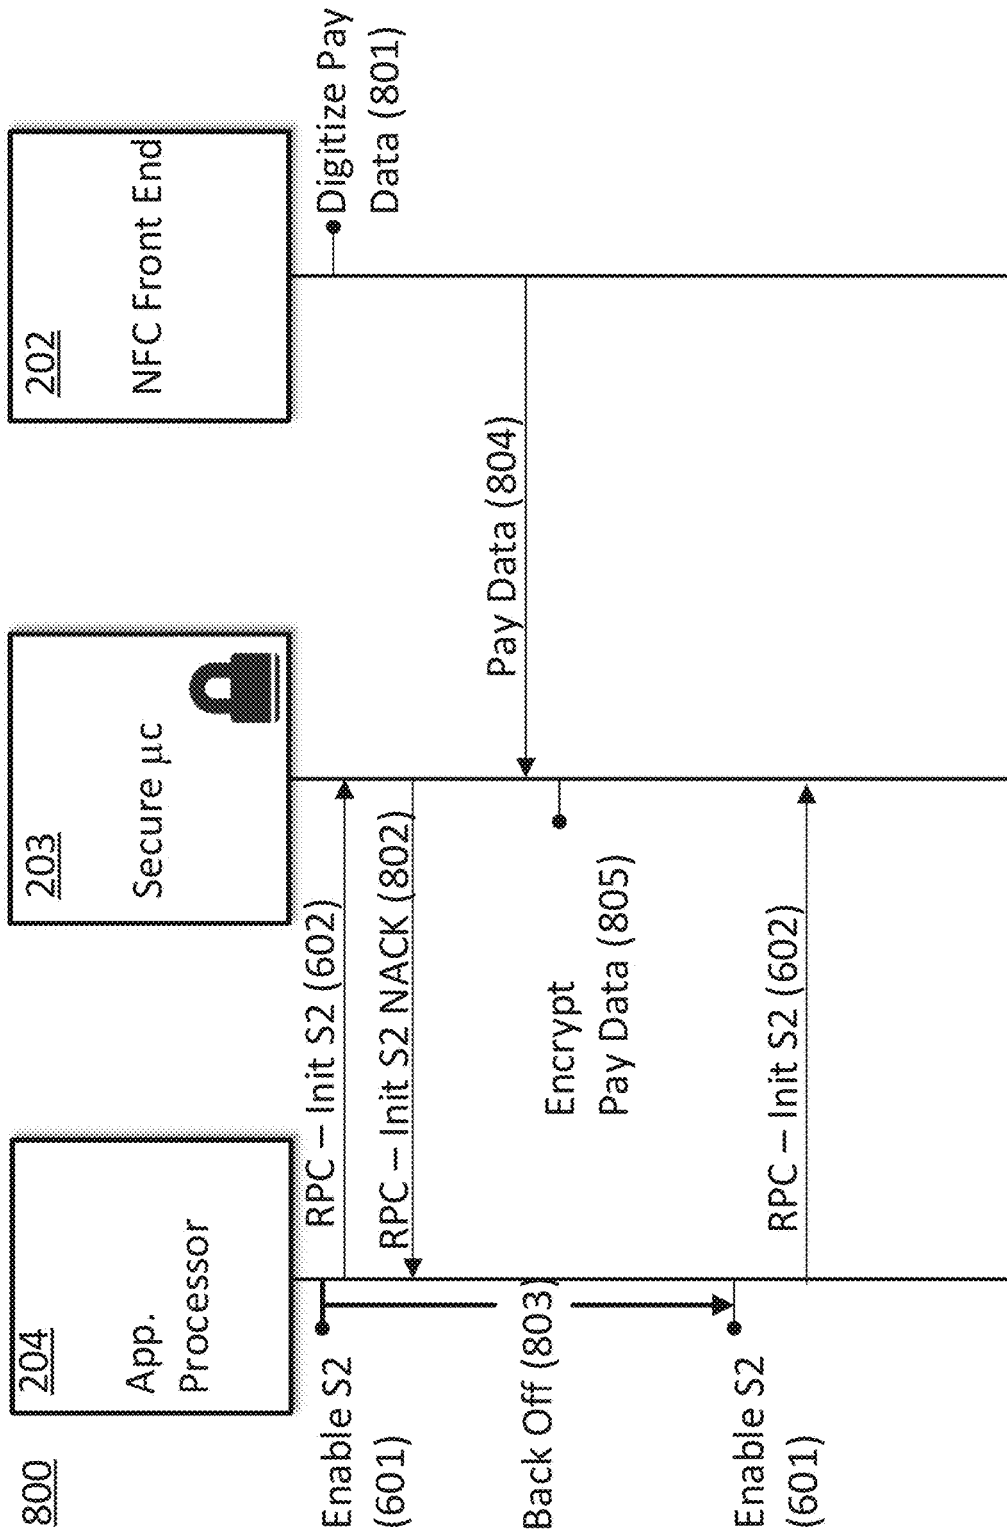 800
204
App.
Processor
203
Secure µc
202
NFC Front End
Enable S2
(601)
RPC – Init S2 (602)
Digitize Pay
Data (801)
RPC – Init S2 NACK (802)
Back Off (803)
Pay Data (804)
Encrypt
Pay Data (805)
Enable S2
(601)
RPC – Init S2 (602)